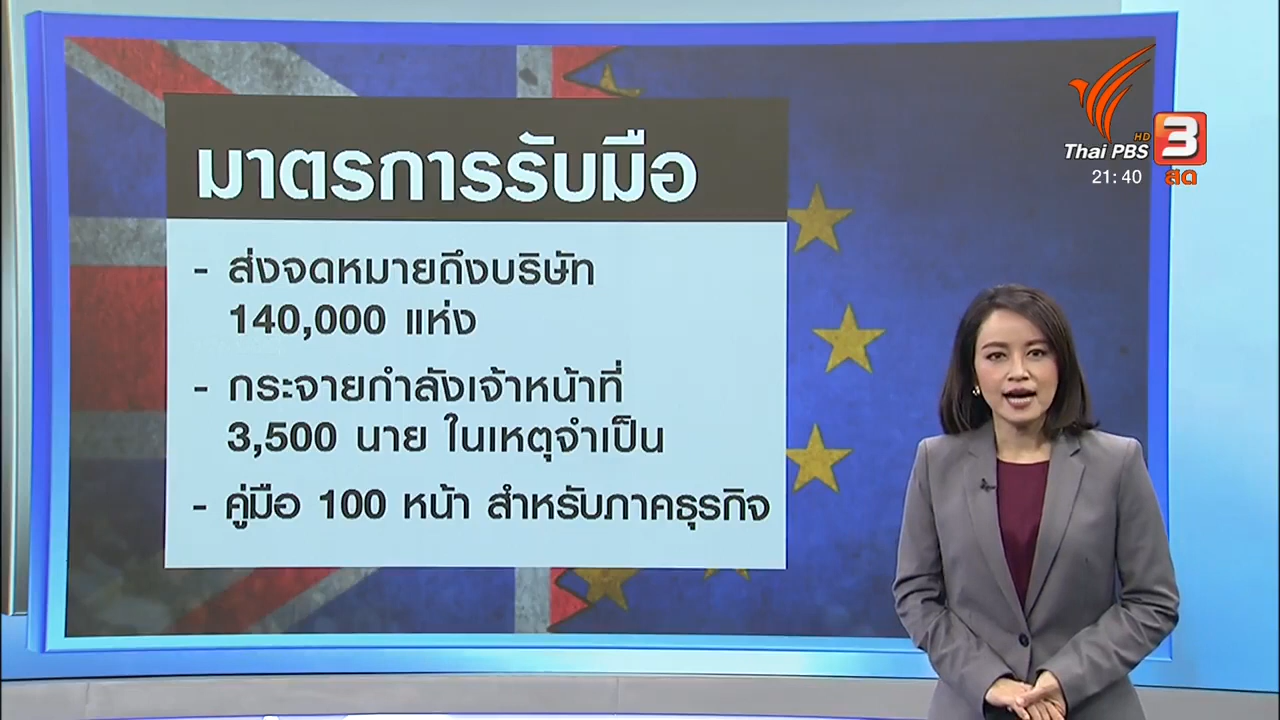 มาตรการรับมือ
- ส่งจดหมายถึงบริษัท
140,000 แห่ง
- กระจายกำลังเจ้าหน้าที่
3,500 นาย ในเหตุจำเป็น
- คู่มือ 100 หน้า สำหรับภาคธุรกิจ
HD
Thai PBS 3
21:40 สด